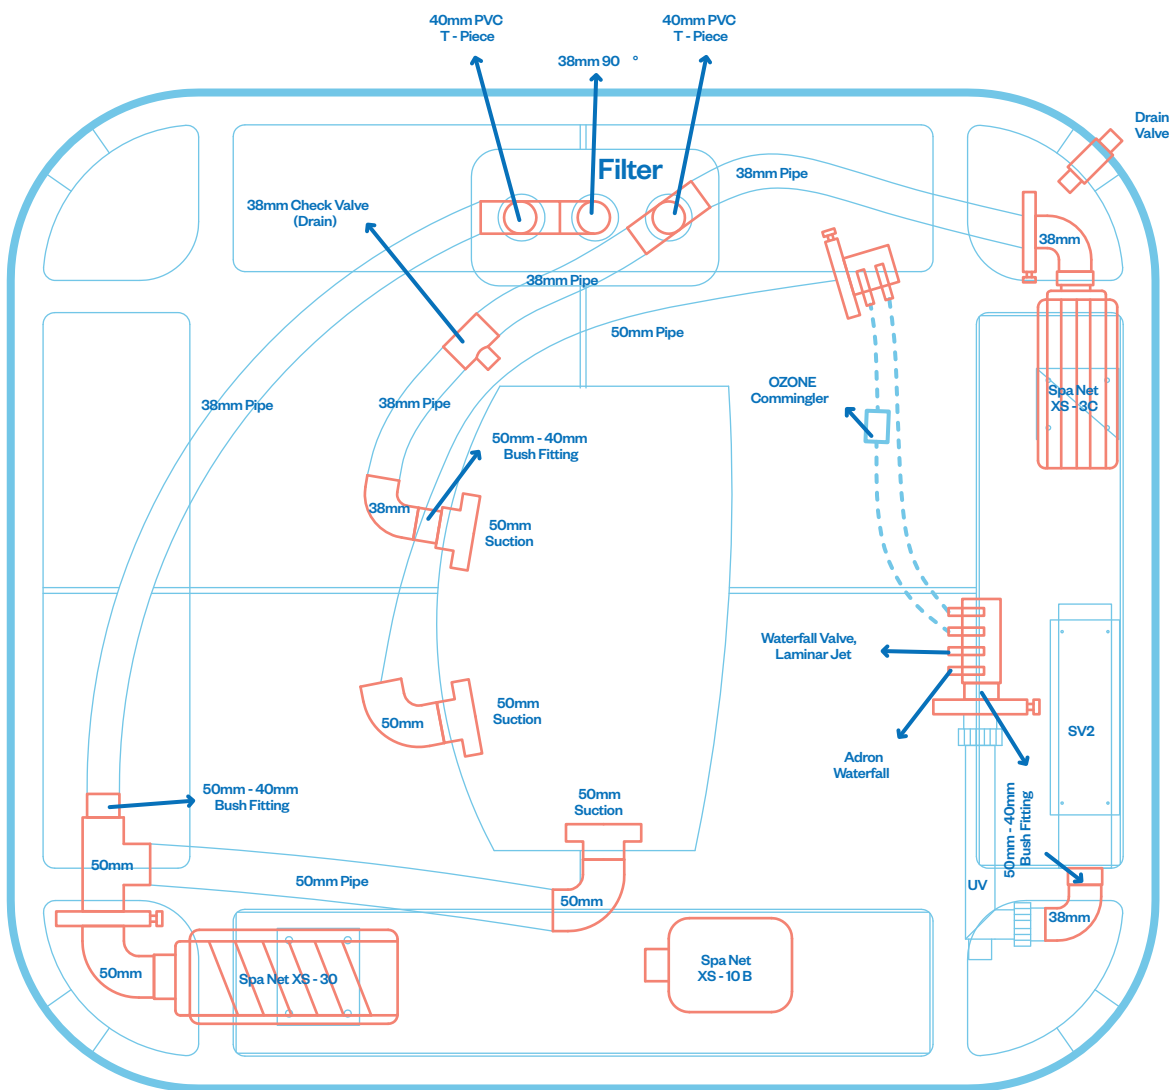 40mm PVC
T - Piece
40mm PVC
T - Piece
38mm 90 °
Drain
Valve
Filter
38mm Pipe
38mm Check Valve
(Drain)
38mm
38mm Pipe
50mm Pipe
OZONE
Commingler
Spa Net
XS - 3C
38mm Pipe
38mm Pipe
50mm - 40mm
Bush Fitting
38mm
50mm
Suction
Waterfall Valve,
Laminar Jet
50mm
Suction
50mm
SV2
Adron
Waterfall
50mm - 40mm
Bush Fitting
50mm
Suction
50mm - 40mm
Bush Fitting
50mm
50mm Pipe
UV
50mm
38mm
50mm
Spa Net XS - 30
Spa Net
XS - 10 B